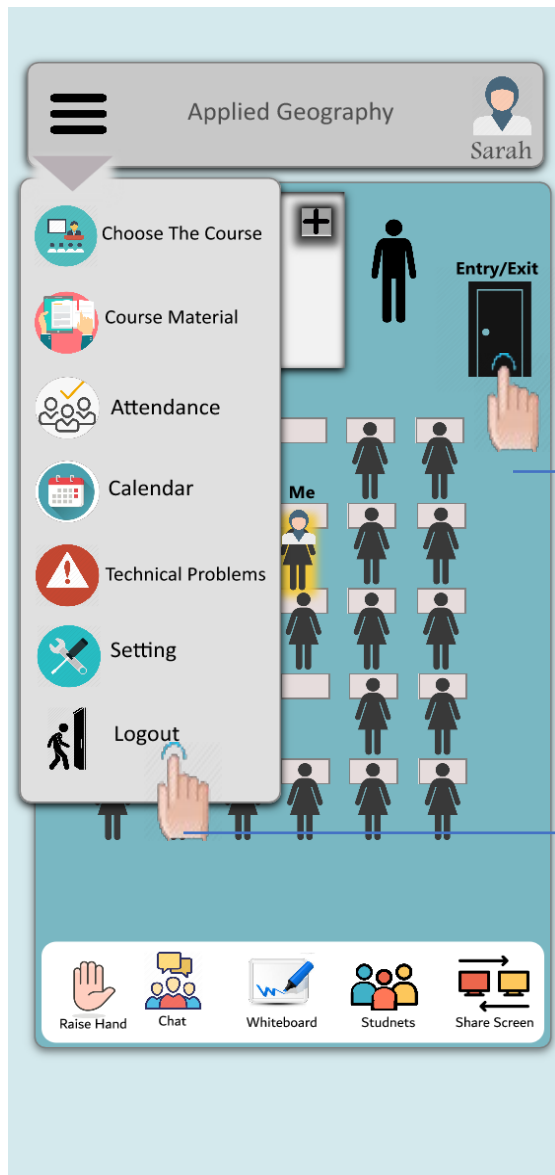 Applied Geography
Sarah
Choose The Course
Course Material
Attendance
Calendar
Technical Problems
Setting
Logout
Entry/Exit
Me
Raise Hand
Chat
Whiteboard
Studnets
Share Screen